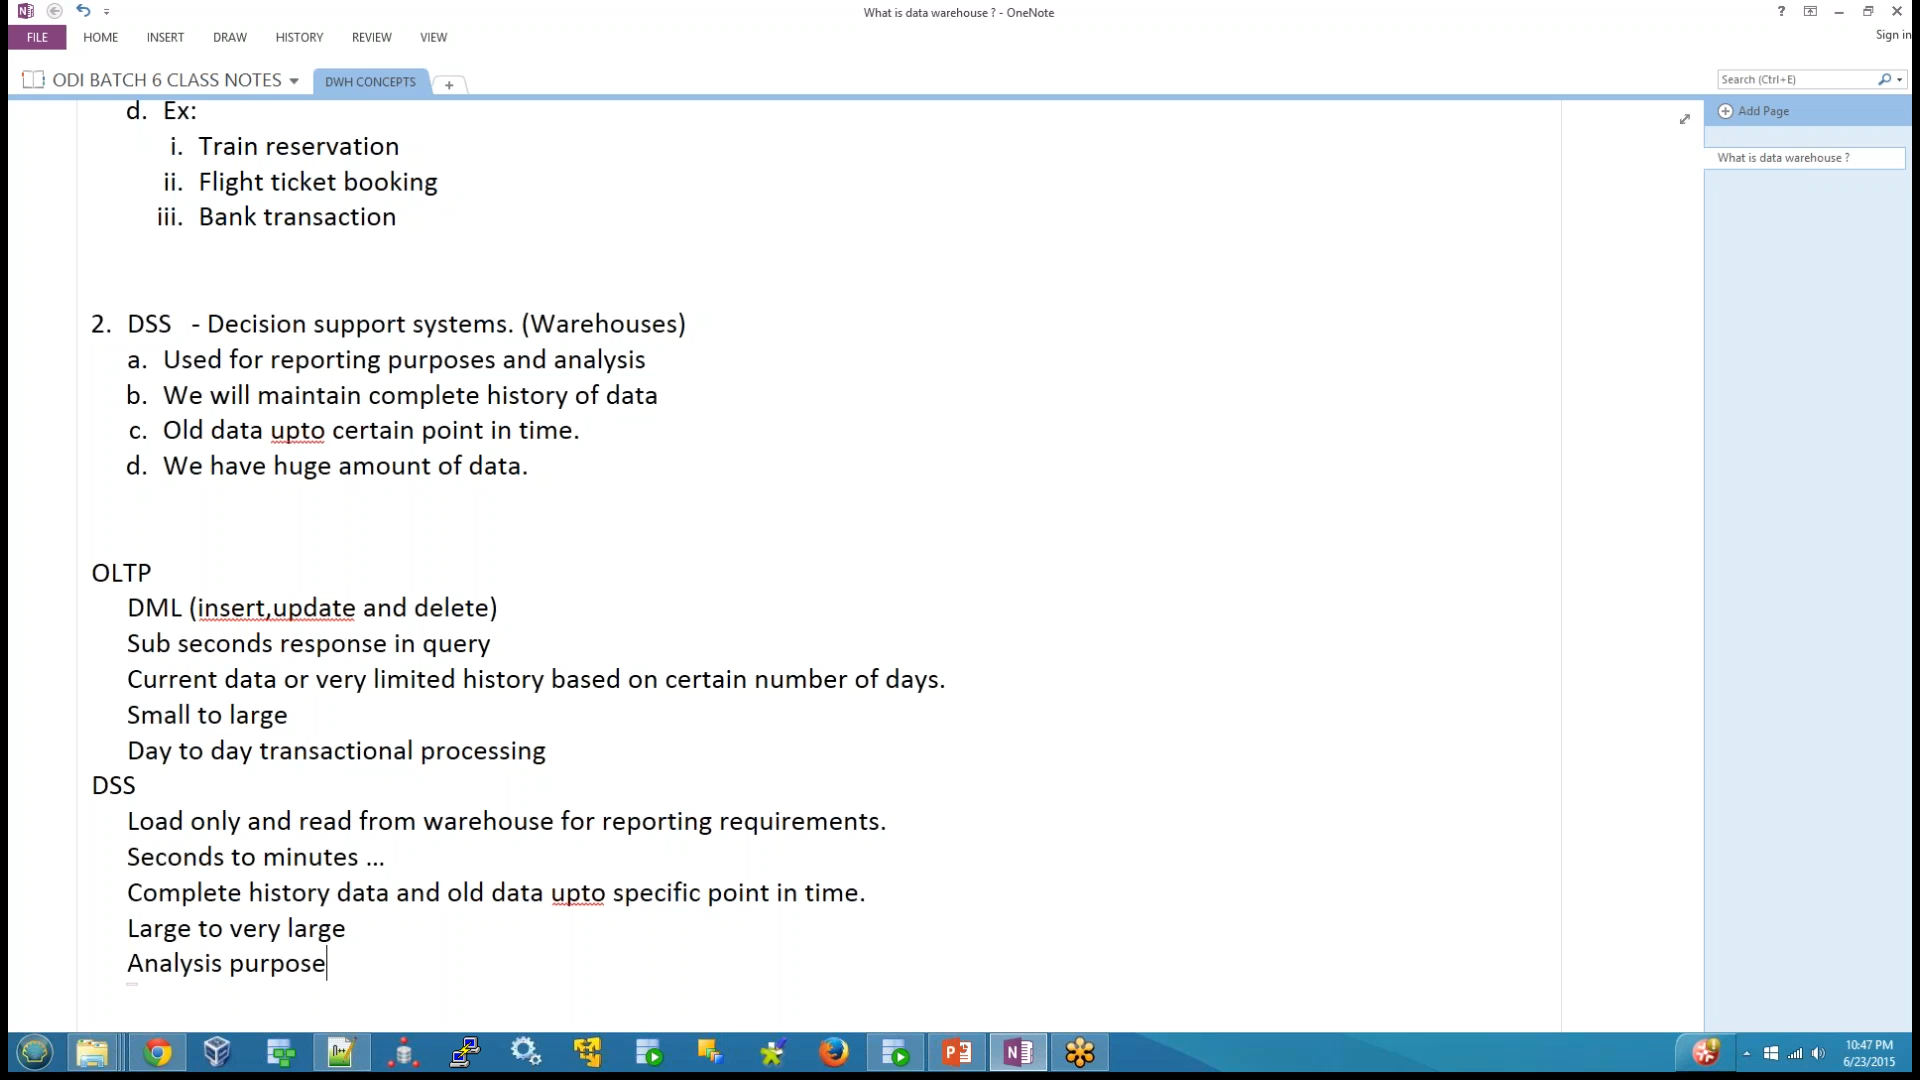 What is data warehouse ? - OneNote
?
Sign in
FILE HOME INSERT DRAW HISTORY REVIEW VIEW
ODI BATCH 6 CLASS NOTES
DWH CONCEPTS
+
Search (Ctrl+E)
Add Page
What is data warehouse ?
d. Ex:
i. Train reservation
ii. Flight ticket booking
iii. Bank transaction
2. DSS - Decision support systems. (Warehouses)
a. Used for reporting purposes and analysis
b. We will maintain complete history of data
c. Old data upto certain point in time.
d. We have huge amount of data.
OLTP
DML (insert,update and delete)
Sub seconds response in query
Current data or very limited history based on certain number of days.
Small to large
Day to day transactional processing
DSS
Load only and read from warehouse for reporting requirements.
Seconds to minutes ...
Complete history data and old data upto specific point in time.
Large to very large
Analysis purpose
10:47 PM
6/23/2015